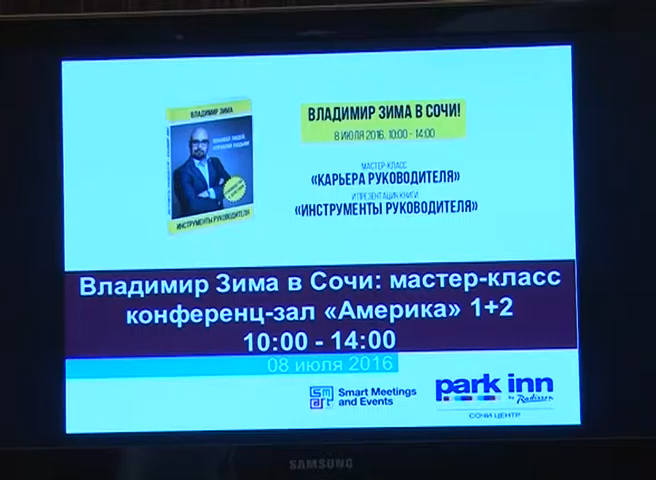 ВЛАДИМИР ЗИМА
ИНСТРУМЕНТЫ РУКОВОДИТЕЛЯ
ВЛАДИМИР ЗИМА В СОЧИ!
8 ИЮЛЯ 2016, 10:00 - 14:00
МАСТЕР-КЛАСС
«КАРЬЕРА РУКОВОДИТЕЛЯ»
И ПРЕЗЕНТАЦИЯ КНИГИ
«ИНСТРУМЕНТЫ РУКОВОДИТЕЛЯ»
Владимир Зима в Сочи: мастер-класс
конференц-зал «Америка» 1+2
10:00 - 14:00
08 июля 2016
smart
Smart Meetings
and Events
park inn
by Radisson
СОЧИ ЦЕНТР
SAMSUNG